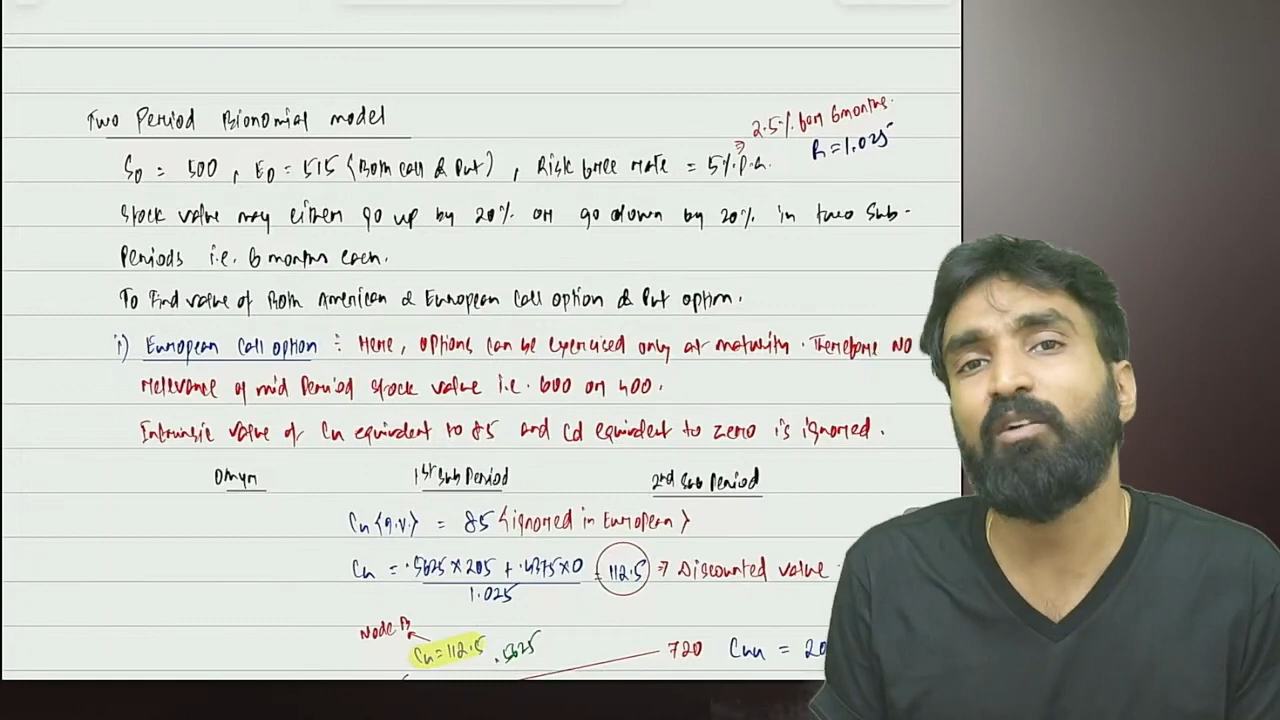 Two Period Bionomial model
2.5% for 6 months.
R = 1.025
S0 = 500, E0 = 515 (Both call & Put), Risk free rate = 5% p.a.
Stock value may either go up by 20% or go down by 20% in two Sub-
Periods i.e. 6 months each.
To Find value of Both American & European Call option & Put option.
i) European Call option : Here, options can be exercised only at maturity. Therefore No
relevance of mid Period stock value i.e. 600 or 400.
Intrinsic value of Cu equivalent to 85 and Cd equivalent to zero is ignored.
1st Sub Period 2nd Sub Period
Cu = 85 (ignored in European)
Cu = .5625 x 205 + .4375 x 0 = 112.5 ⇒ Discounted value
1.025
Node B
Cu = 112.5 .5625
720 Cuu = 20